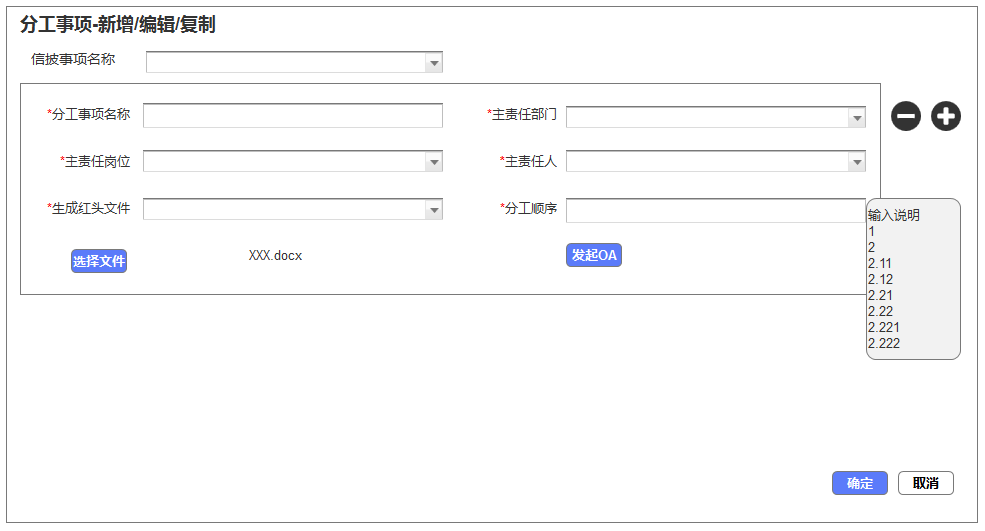 分工事项-新增/编辑/复制
信披事项名称
*分工事项名称
*主责任部门
*主责任岗位
*主责任人
*生成红头文件
*分工顺序
选择文件
XXX.docx
发起OA
输入说明
1
2
2.11
2.12
2.21
2.22
2.221
2.222
确定
取消